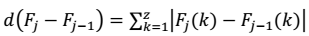 d(F_j − F_{j−1}) = ∑_{k=1}^{z} |F_j(k) − F_{j−1}(k)|